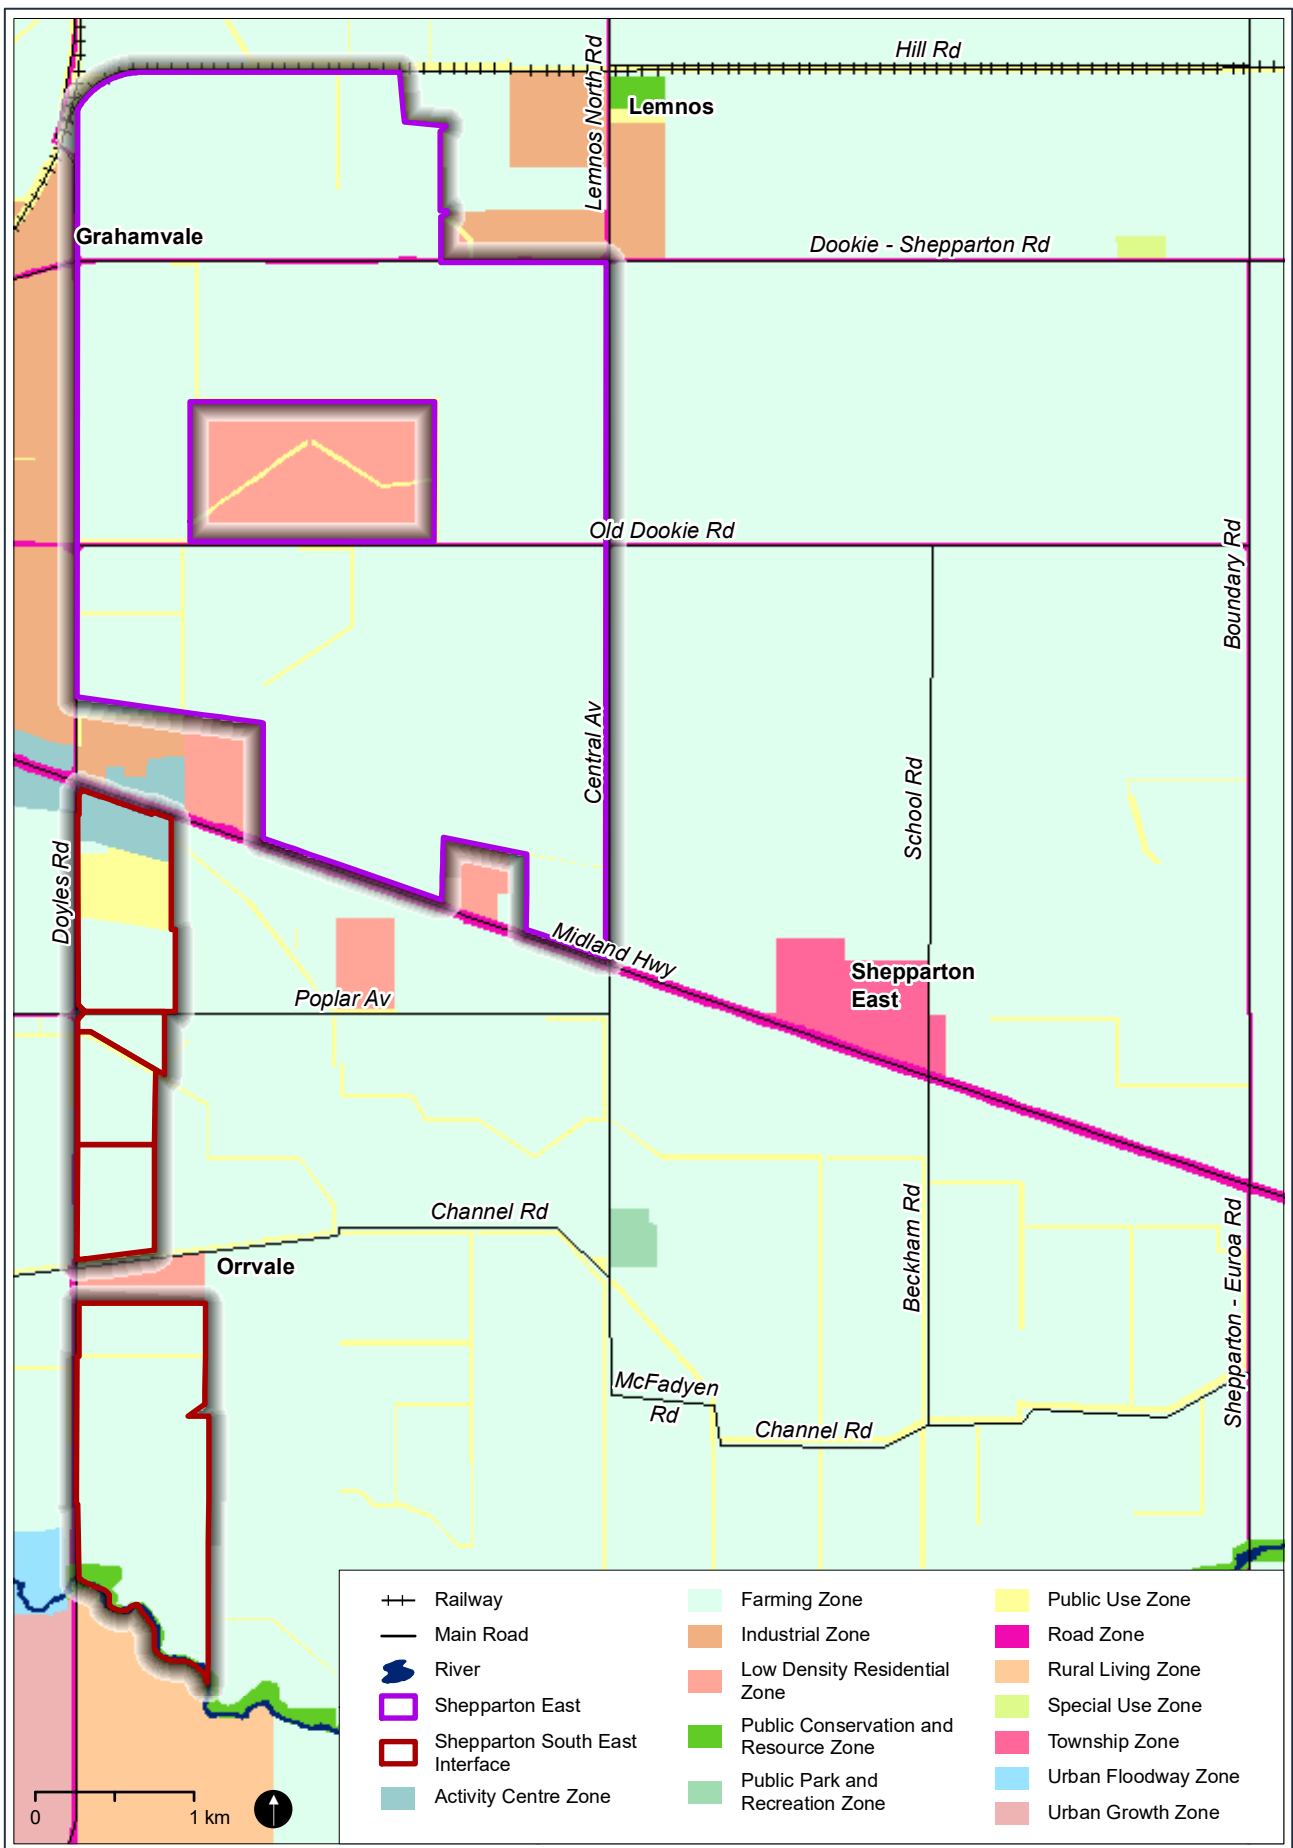 Hill Rd
Lemnos North Rd
Lemnos
Grahamvale
Dookie - Shepparton Rd
Old Dookie Rd
Boundary Rd
Central Av
School Rd
Doyles Rd
Midland Hwy
Shepparton
East
Poplar Av
Channel Rd
Orrvale
Beckham Rd
Shepparton - Euroa Rd
McFadyen
Rd
Channel Rd
Railway
Main Road
River
Shepparton East
Shepparton South East
Interface
Activity Centre Zone
Farming Zone
Industrial Zone
Low Density Residential
Zone
Public Conservation and
Resource Zone
Public Park and
Recreation Zone
Public Use Zone
Road Zone
Rural Living Zone
Special Use Zone
Township Zone
Urban Floodway Zone
Urban Growth Zone
0 1 km